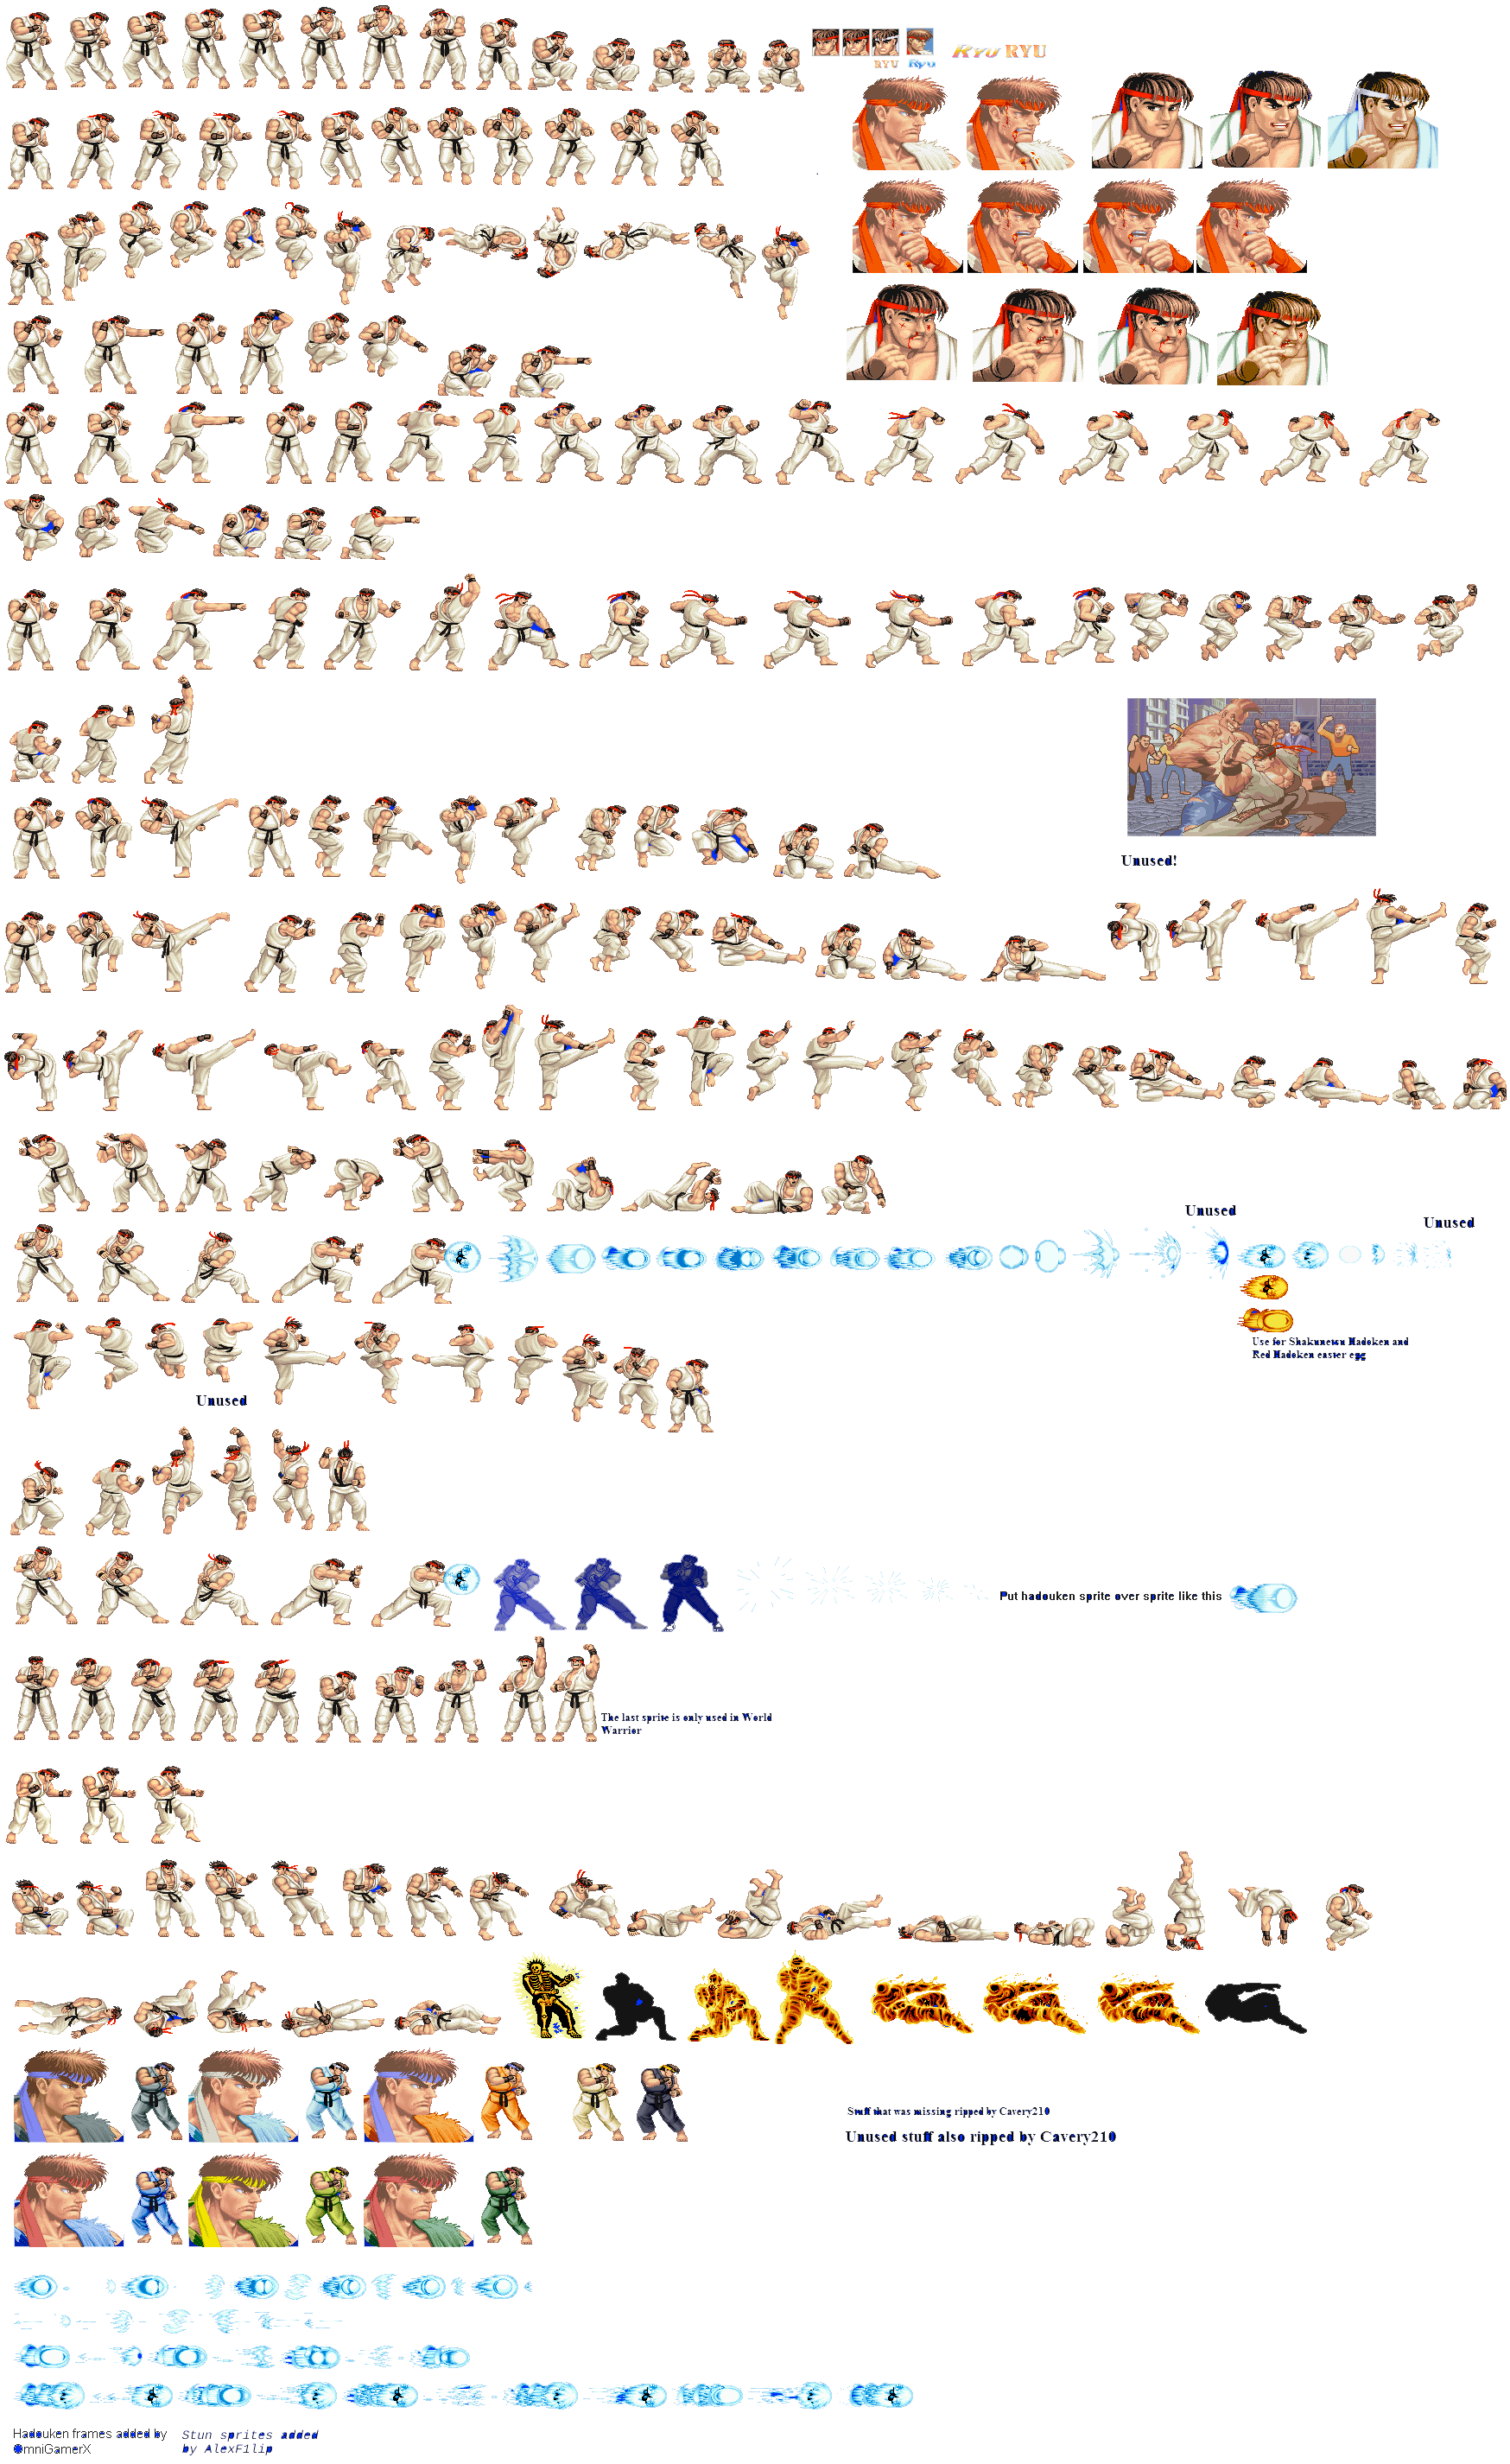 Ryu RYU
RYU Ryu
Unused!
Unused
Unused
Use for Shakunetsu Hadoken and
Red Hadoken easter egg
Unused
Put hadouken sprite over sprite like this
The last sprite is only used in World
Warrior
Stuff that was missing ripped by Cavery210
Unused stuff also ripped by Cavery210
Hadouken frames added by
OmniGamerX
Stun sprites added
by AlexF1lip